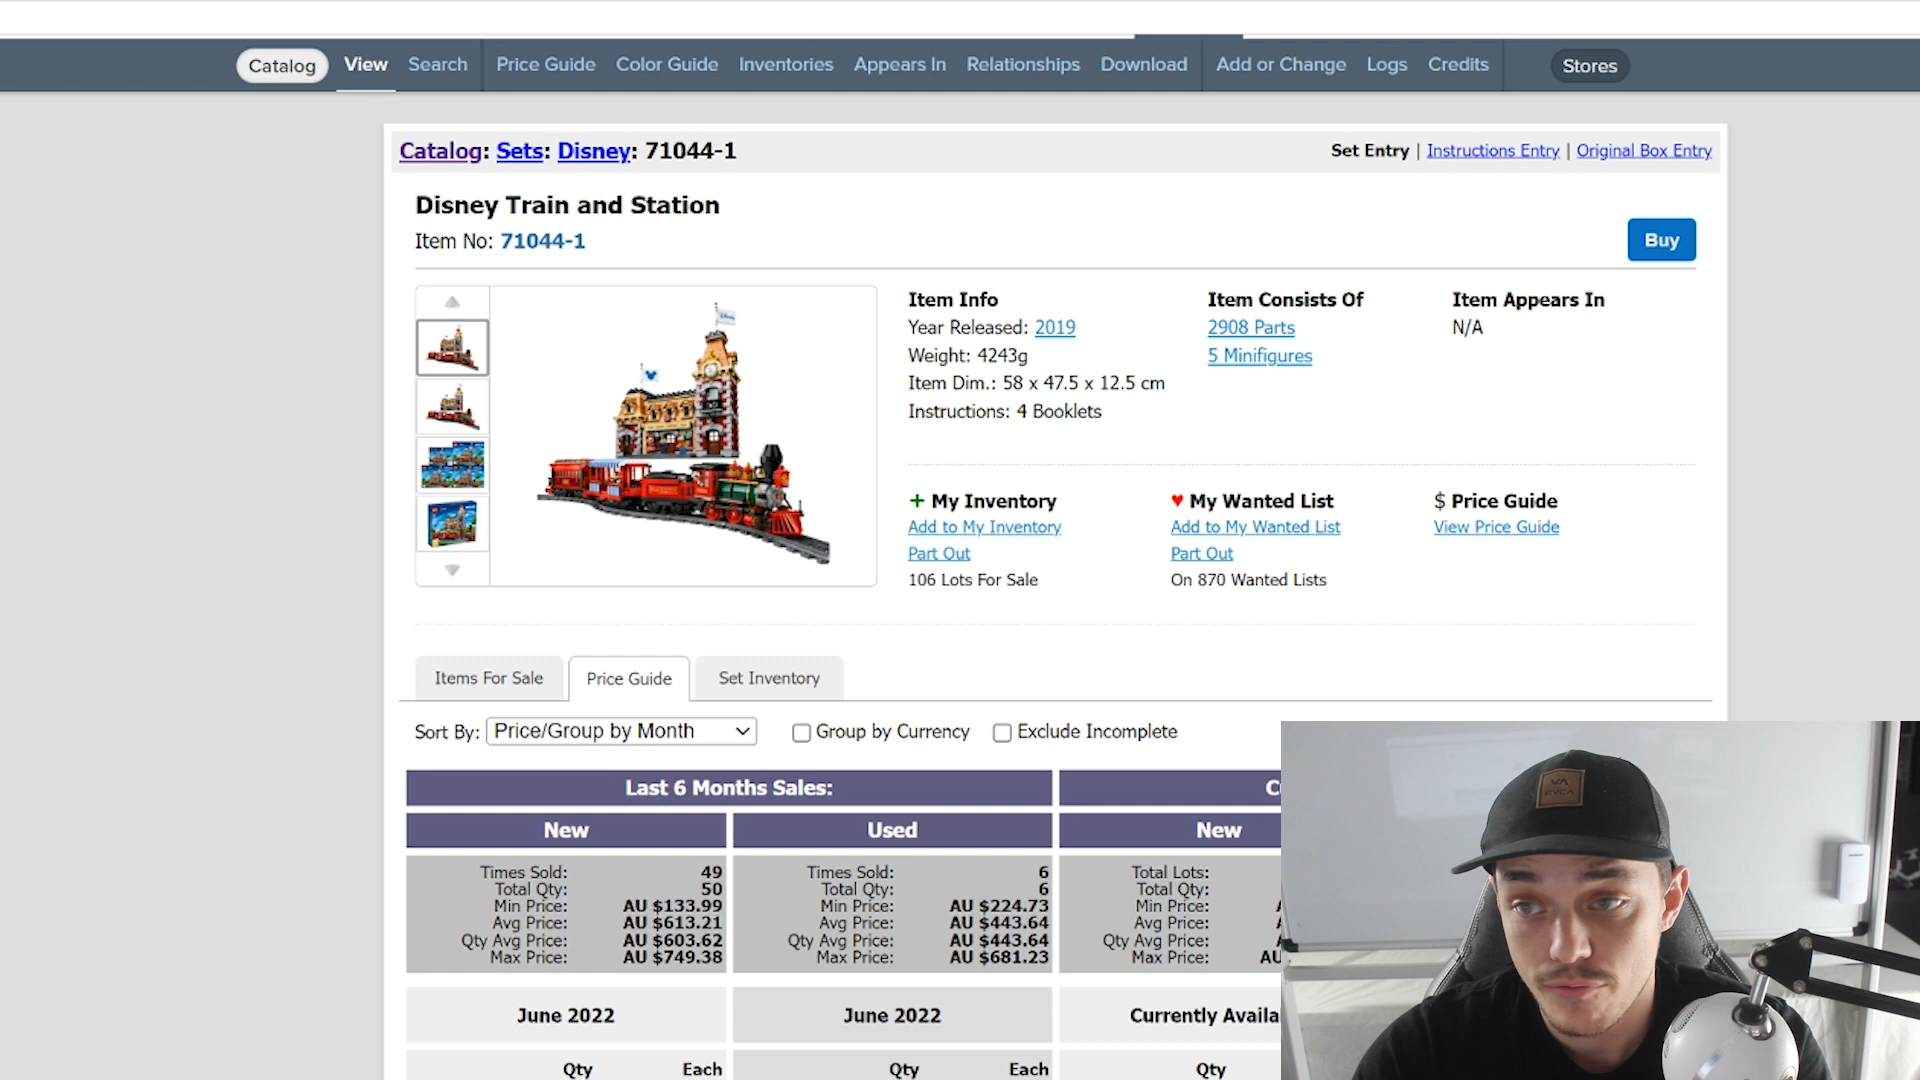 Catalog View Search Price Guide Color Guide Inventories Appears In Relationships Download Add or Change Logs Credits Stores
Catalog: Sets: Disney: 71044-1
Set Entry | Instructions Entry | Original Box Entry
Disney Train and Station
Item No: 71044-1
Buy
Item Info
Year Released: 2019
Weight: 4243g
Item Dim.: 58 x 47.5 x 12.5 cm
Instructions: 4 Booklets
Item Consists Of
2908 Parts
5 Minifigures
Item Appears In
N/A
+ My Inventory
Add to My Inventory
Part Out
106 Lots For Sale
♥ My Wanted List
Add to My Wanted List
Part Out
On 870 Wanted Lists
$ Price Guide
View Price Guide
Items For Sale Price Guide Set Inventory
Sort By: Price/Group by Month Group by Currency Exclude Incomplete
Last 6 Months Sales:
New Used New
Times Sold: 49
Total Qty: 50
Min Price: AU $133.99
Avg Price: AU $613.21
Qty Avg Price: AU $603.62
Max Price: AU $749.38
Times Sold: 6
Total Qty: 6
Min Price: AU $224.73
Avg Price: AU $443.64
Qty Avg Price: AU $443.64
Max Price: AU $681.23
Total Lots:
Total Qty:
Min Price:
Avg Price:
Qty Avg Price:
Max Price: AU
June 2022 June 2022 Currently Availa
Qty Each Qty Each Qty
VA
RVCA